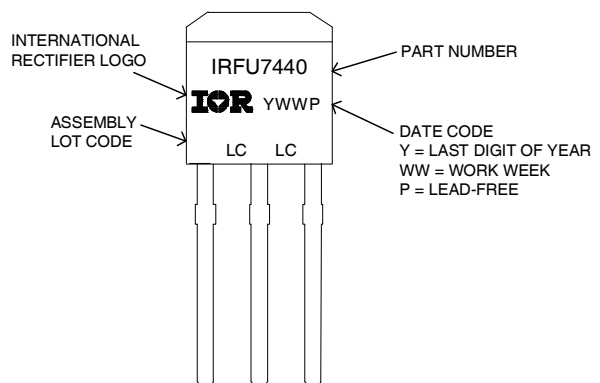 INTERNATIONAL
RECTIFIER LOGO
ASSEMBLY
LOT CODE
IRFU7440
IOR YWWP
LC LC
PART NUMBER
DATE CODE
Y = LAST DIGIT OF YEAR
WW = WORK WEEK
P = LEAD-FREE